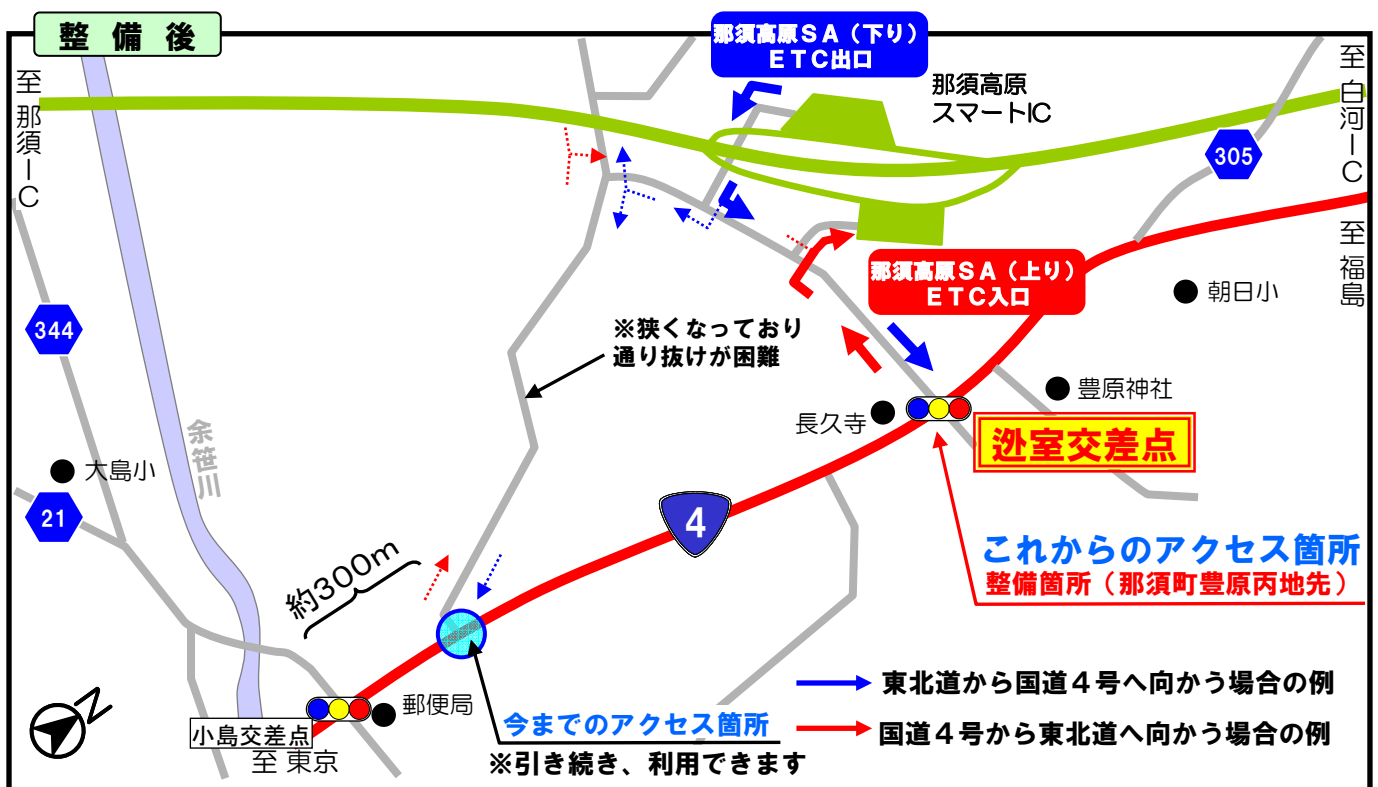 整備後
至那須IC
那須高原SA（下り）
ETC出口
那須高原
スマートIC
至白河IC
305
至福島
那須高原SA（上り）
ETC入口
朝日小
344
※狭くなっており
通り抜けが困難
豊原神社
長久寺
逃室交差点
余笹川
大島小
21
4
これからのアクセス箇所
整備箇所（那須町豊原丙地先）
約300m
東北道から国道４号へ向かう場合の例
N
郵便局
今までのアクセス箇所
国道４号から東北道へ向かう場合の例
小島交差点
至 東京
※引き続き、利用できます